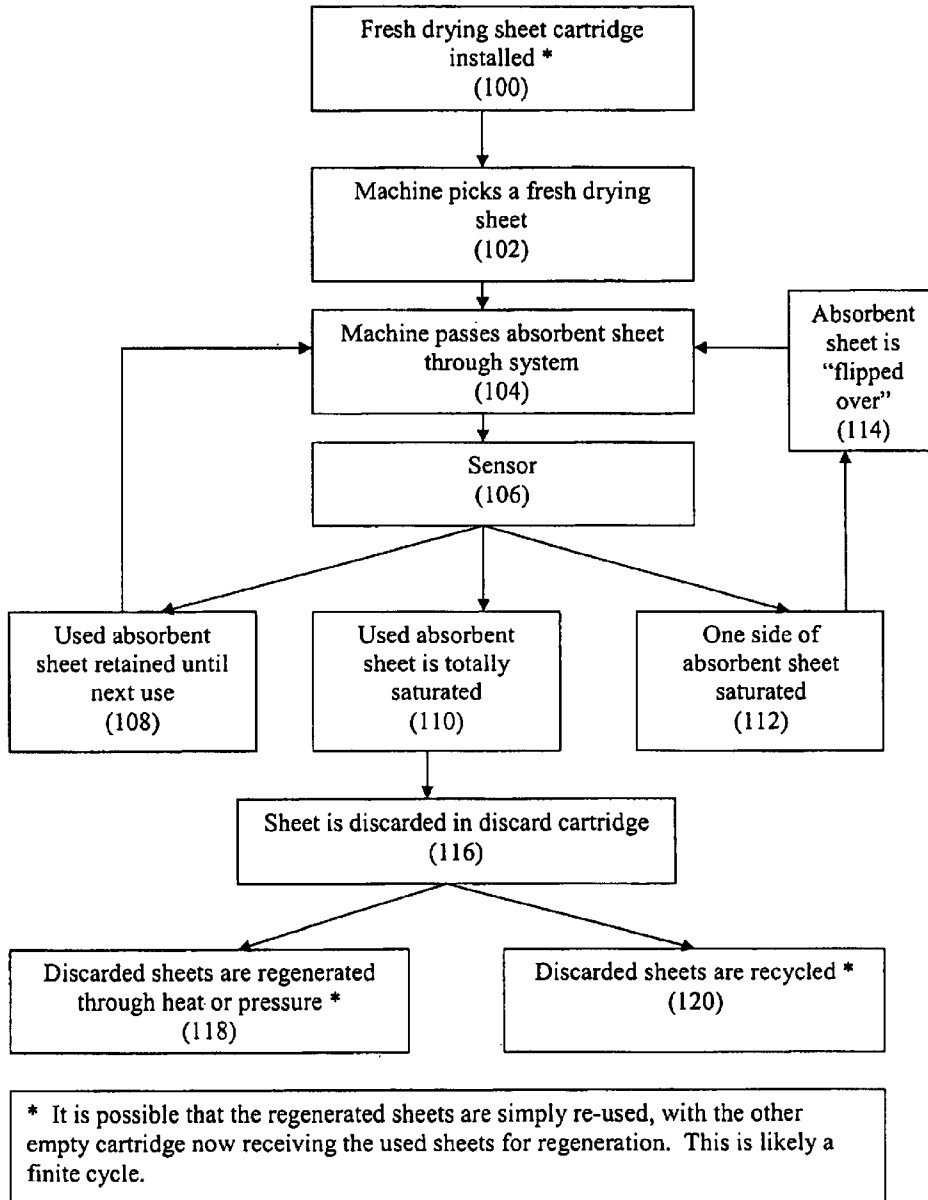 Fresh drying sheet cartridge
installed *
(100)
Machine picks a fresh drying
sheet
(102)
Machine passes absorbent sheet
through system
(104)
Absorbent
sheet is
“flipped
over”
(114)
Sensor
(106)
Used absorbent
sheet retained until
next use
(108)
Used absorbent
sheet is totally
saturated
(110)
One side of
absorbent sheet
saturated
(112)
Sheet is discarded in discard cartridge
(116)
Discarded sheets are regenerated
through heat or pressure *
(118)
Discarded sheets are recycled *
(120)
* It is possible that the regenerated sheets are simply re-used, with the other
empty cartridge now receiving the used sheets for regeneration. This is likely a
finite cycle.